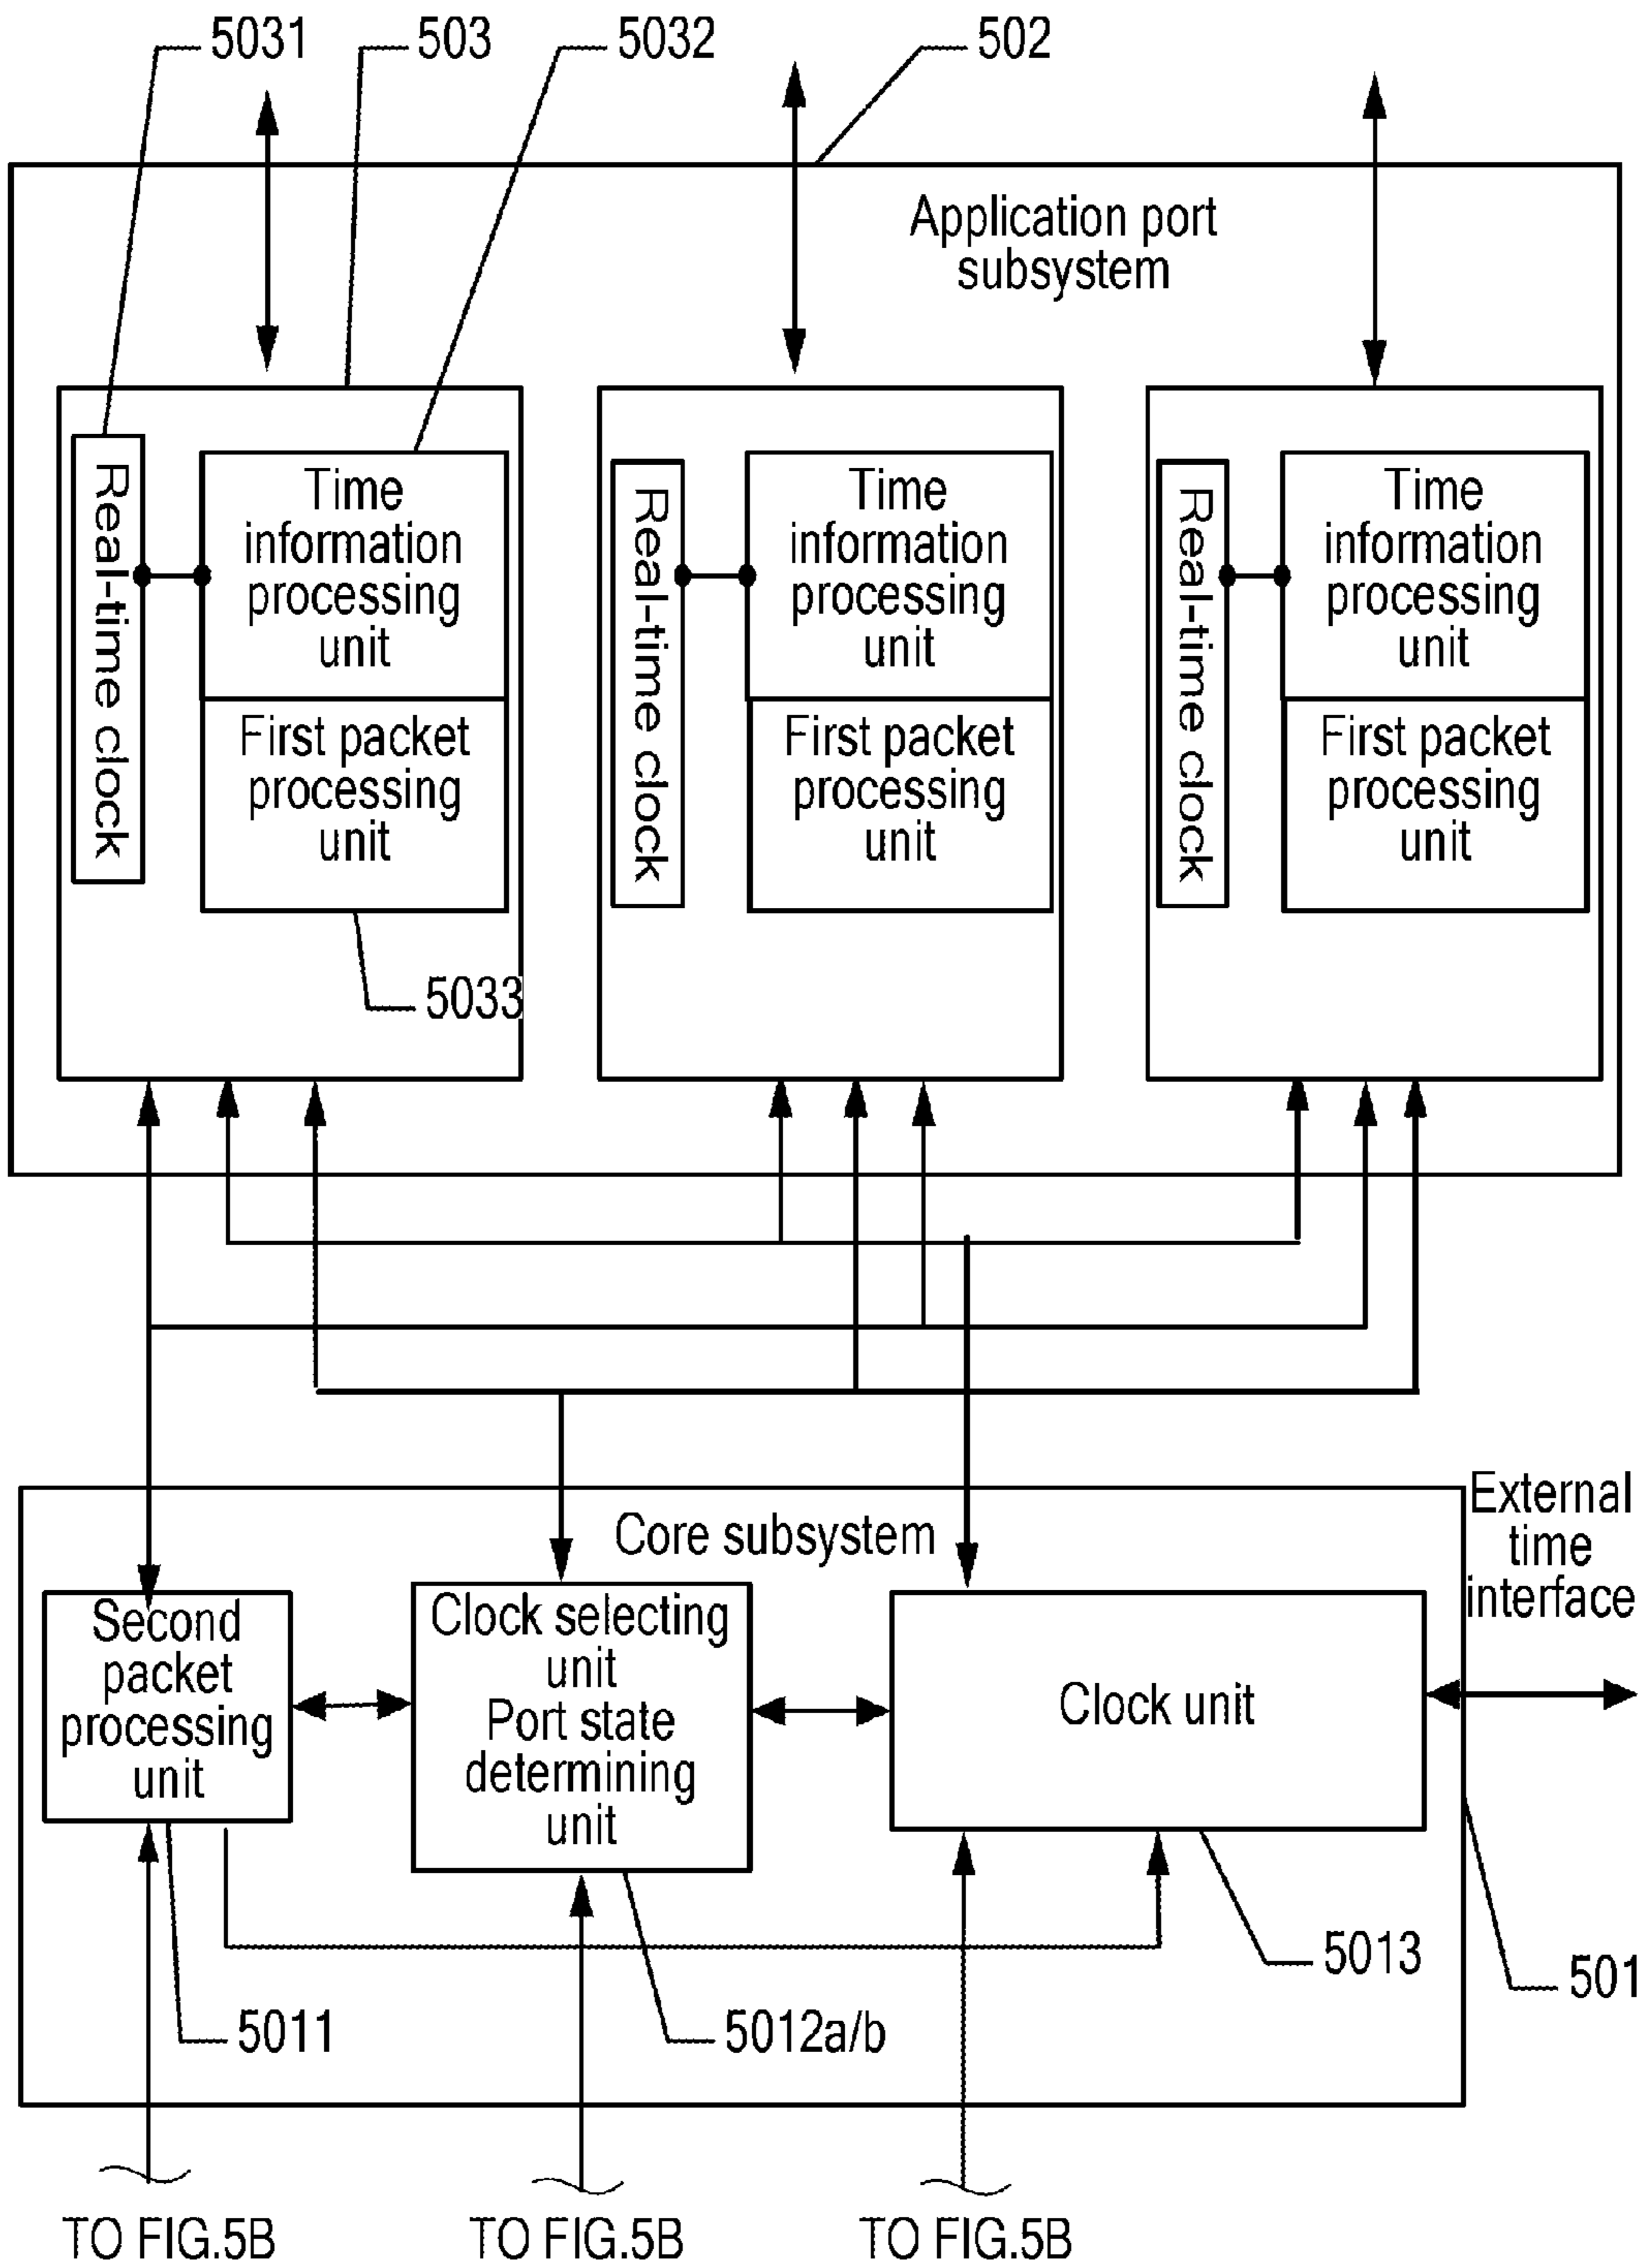 5031
503
5032
502
Application port
subsystem
Real-time clock
Time
information
processing
unit
First packet
processing
unit
5033
Real-time clock
Time
information
processing
unit
First packet
processing
unit
Real-time clock
Time
information
processing
unit
First packet
processing
unit
Core subsystem
External
time
interface
Second
packet
processing
unit
Clock selecting
unit
Port state
determining
unit
Clock unit
5011
5012a/b
5013
501
TO FIG.5B
TO FIG.5B
TO FIG.5B